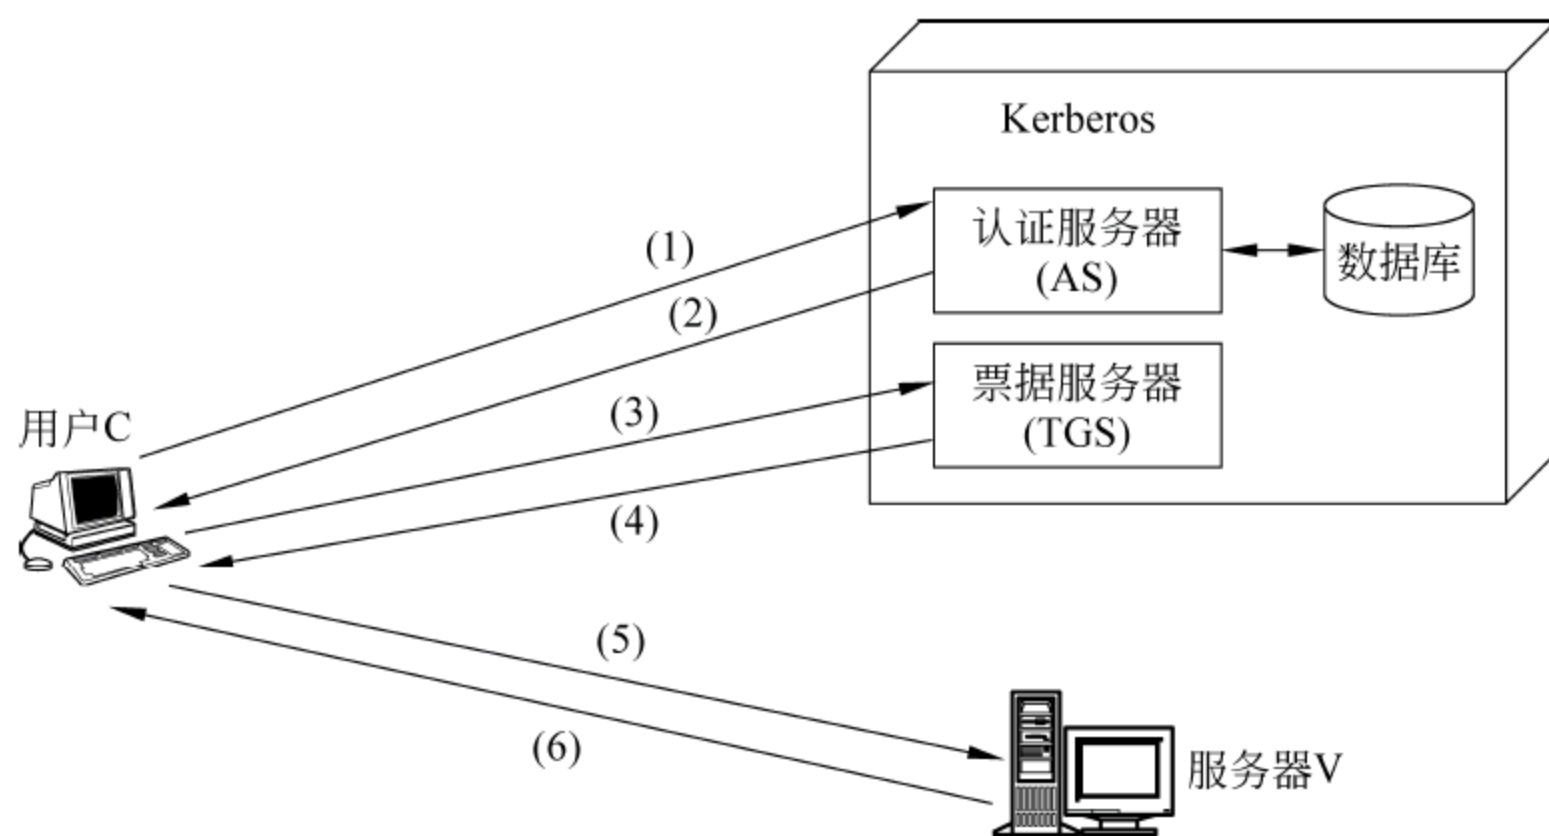 Kerberos
认证服务器
(AS)
数据库
(1)
(2)
票据服务器
(TGS)
(3)
用户C
(4)
(5)
(6)
服务器V